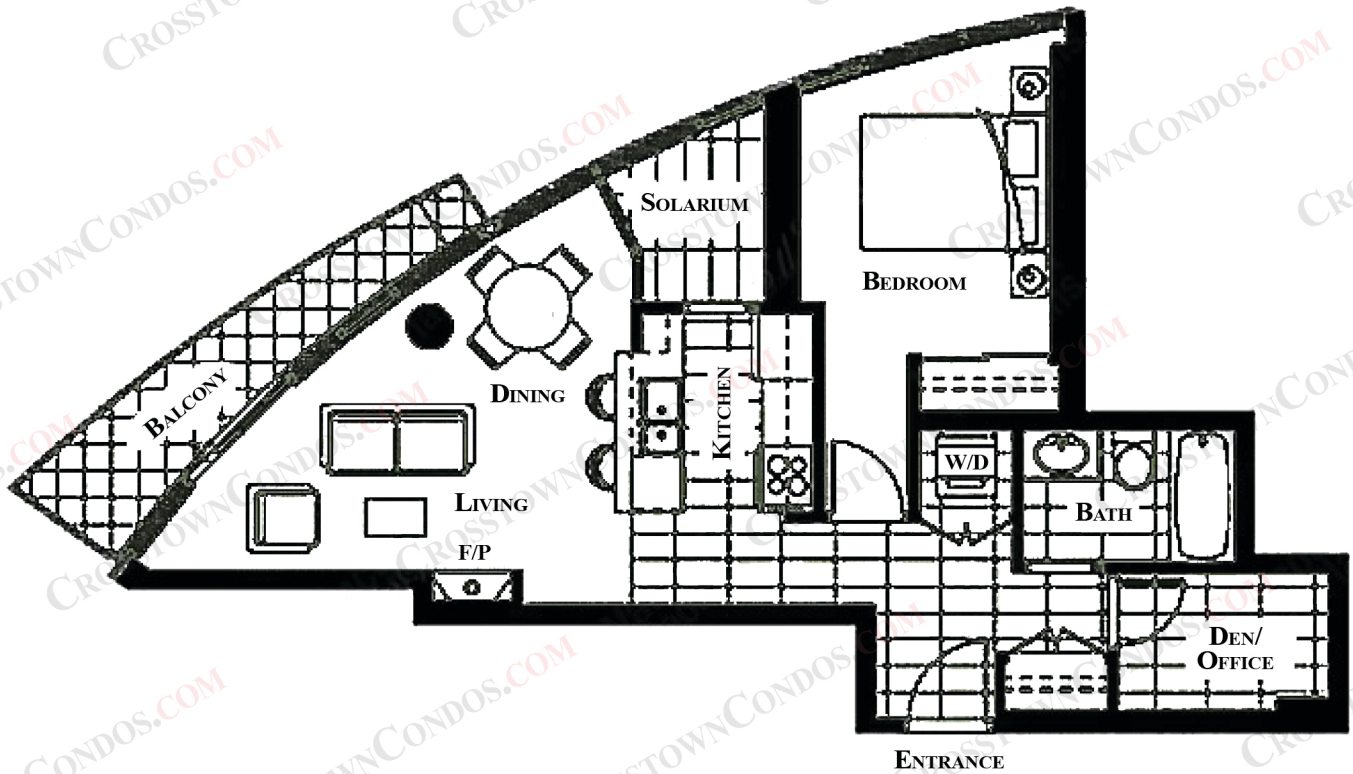 CROSSTOWNCONDOS.COM
SOLARIUM
BEDROOM
BALCONY
DINING
KITCHEN
W/D
LIVING
BATH
F/P
DEN/
OFFICE
ENTRANCE